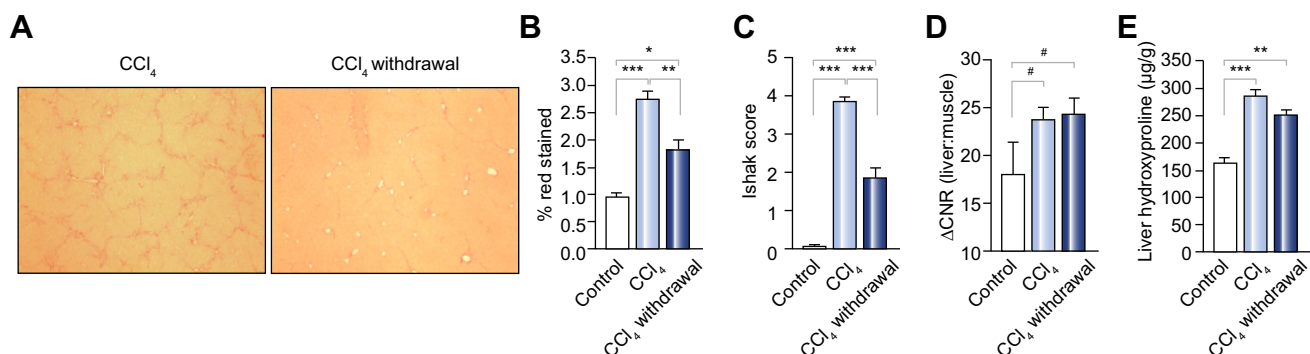 A
CCl₄
CCl₄ withdrawal
B
% red stained
3.5
3.0
2.5
2.0
1.5
1.0
0.5
0.0
*
*** **
Control
CCl₄
CCl₄ withdrawal
C
Ishak score
5
4
3
2
1
0
***
*** ***
Control
CCl₄
CCl₄ withdrawal
D
ΔCNR (liver:muscle)
30
25
20
15
10
#
#
Control
CCl₄
CCl₄ withdrawal
E
Liver hydroxyproline (µg/g)
350
300
250
200
150
100
50
0
**
***
Control
CCl₄
CCl₄ withdrawal